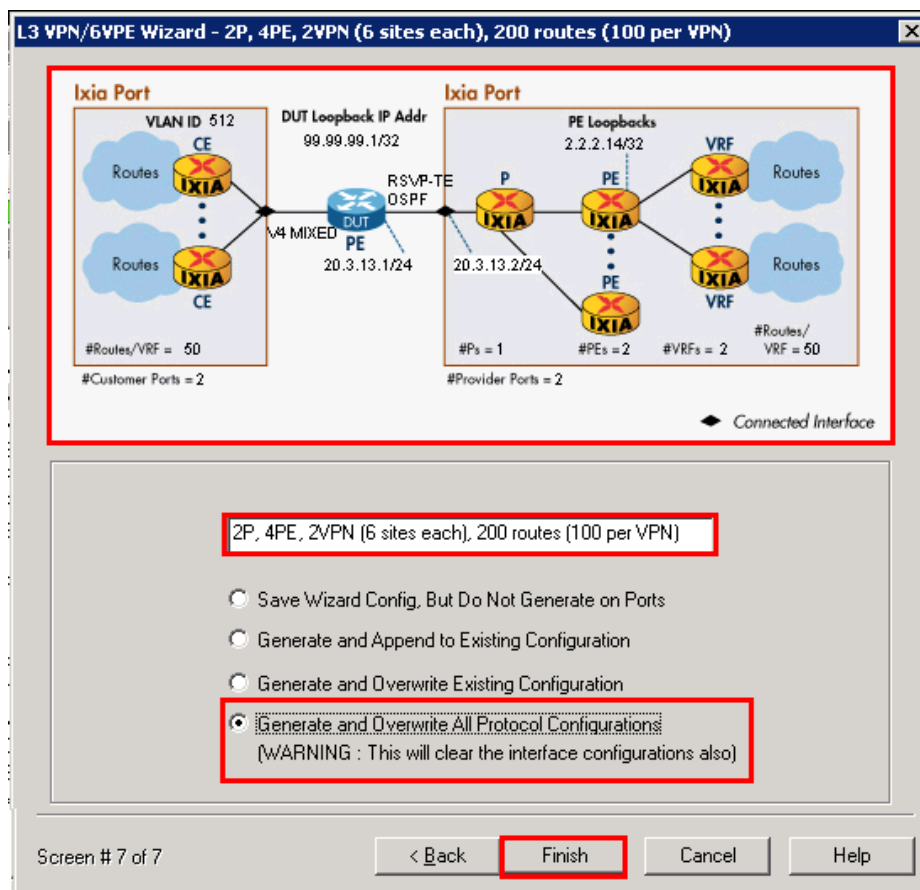 L3 VPN/6VPE Wizard - 2P, 4PE, 2VPN (6 sites each), 200 routes (100 per VPN)
Ixia Port
Ixia Port
VLAN ID 512
DUT Loopback IP Addr
99.99.99.1/32
PE Loopbacks
2.2.2.14/32
CE
Routes
IXIA
RSVP-TE
OSPF
P
IXIA
PE
IXIA
VRF
IXIA
Routes
V4 MIXED
DUT
PE
20.3.13.1/24
20.3.13.2/24
Routes
IXIA
CE
PE
IXIA
IXIA
VRF
Routes
#Routes/VRF = 50
#Ps = 1
#PEs = 2
#VRFs = 2
#Routes/
VRF = 50
#Customer Ports = 2
#Provider Ports = 2
Connected Interface
2P, 4PE, 2VPN (6 sites each), 200 routes (100 per VPN)
Save Wizard Config, But Do Not Generate on Ports
Generate and Append to Existing Configuration
Generate and Overwrite Existing Configuration
Generate and Overwrite All Protocol Configurations
(WARNING : This will clear the interface configurations also)
Screen # 7 of 7
< Back
Finish
Cancel
Help